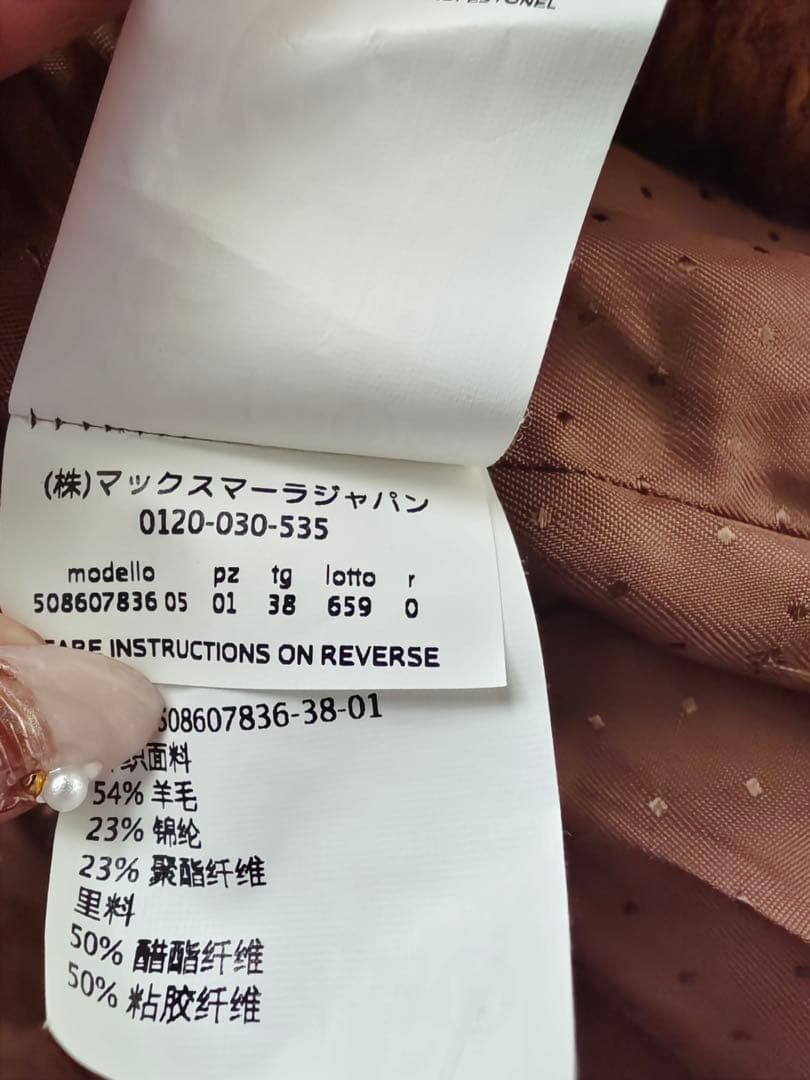 (株)マックスマーラジャパン
0120-030-535
modello pz tg lotto r
508607836 05 01 38 659 0
CARE INSTRUCTIONS ON REVERSE
508607836-38-01
织面料
54% 羊毛
23% 锦纶
23% 聚酯纤维
里料
50% 醋酯纤维
50% 粘胶纤维